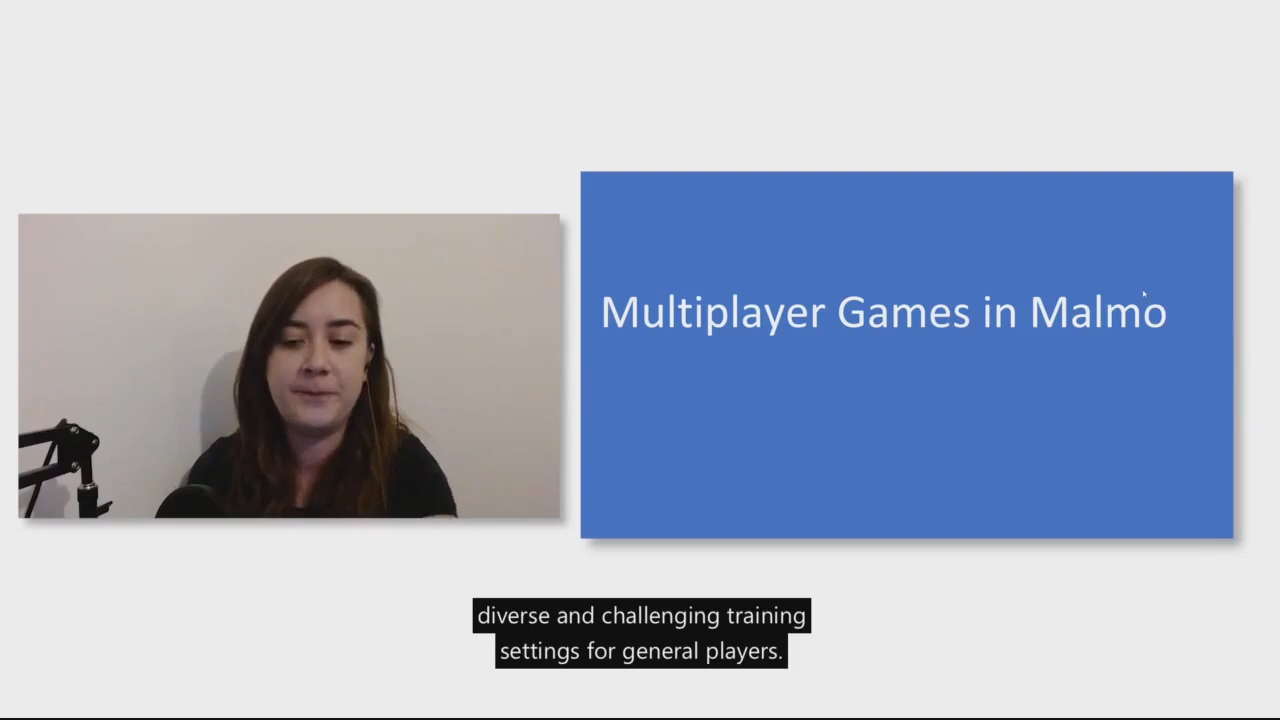 Multiplayer Games in Malmo
diverse and challenging training
settings for general players.